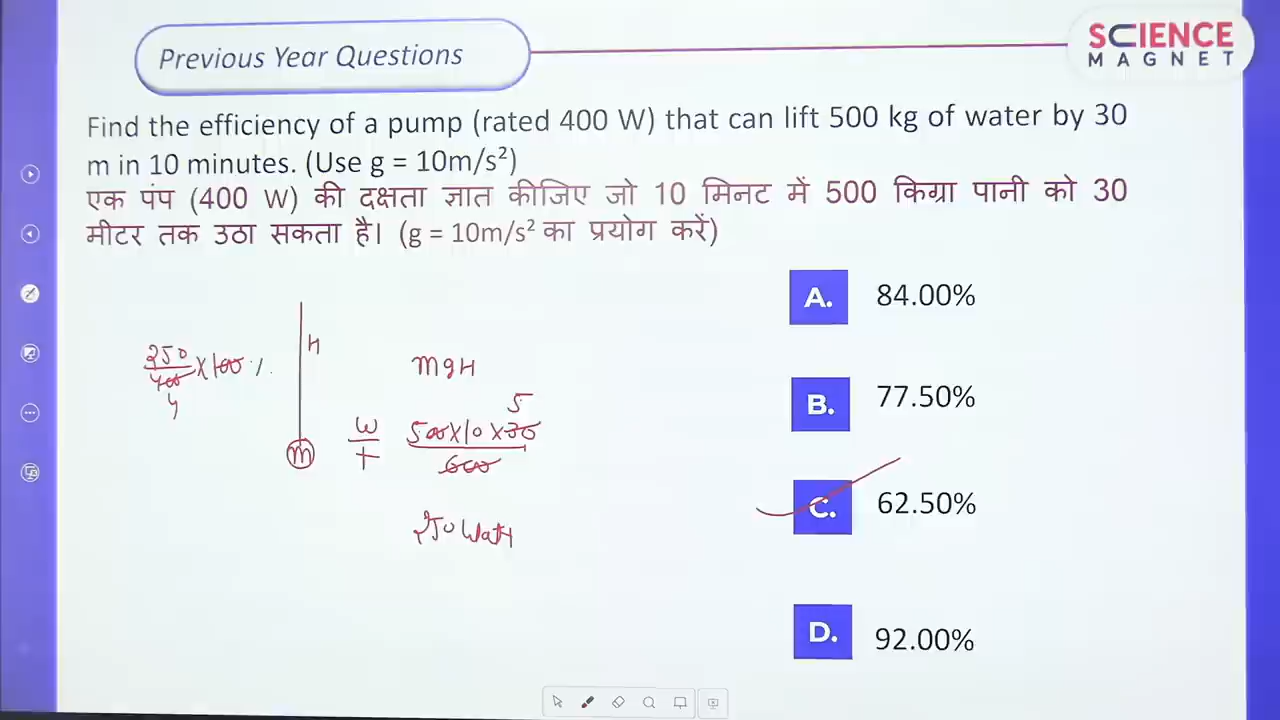 Previous Year Questions
SCIENCE
MAGNET
Find the efficiency of a pump (rated 400 W) that can lift 500 kg of water by 30
m in 10 minutes. (Use g = 10m/s²)
एक पंप (400 W) की दक्षता ज्ञात कीजिए जो 10 मिनट में 500 किग्रा पानी को 30
मीटर तक उठा सकता है। (g = 10m/s² का प्रयोग करें)
A. 84.00%
B. 77.50%
C. 62.50%
D. 92.00%
H
m
250
400
×100 %
4
mgH
5
W
T
500×10×30
600
250 Watt